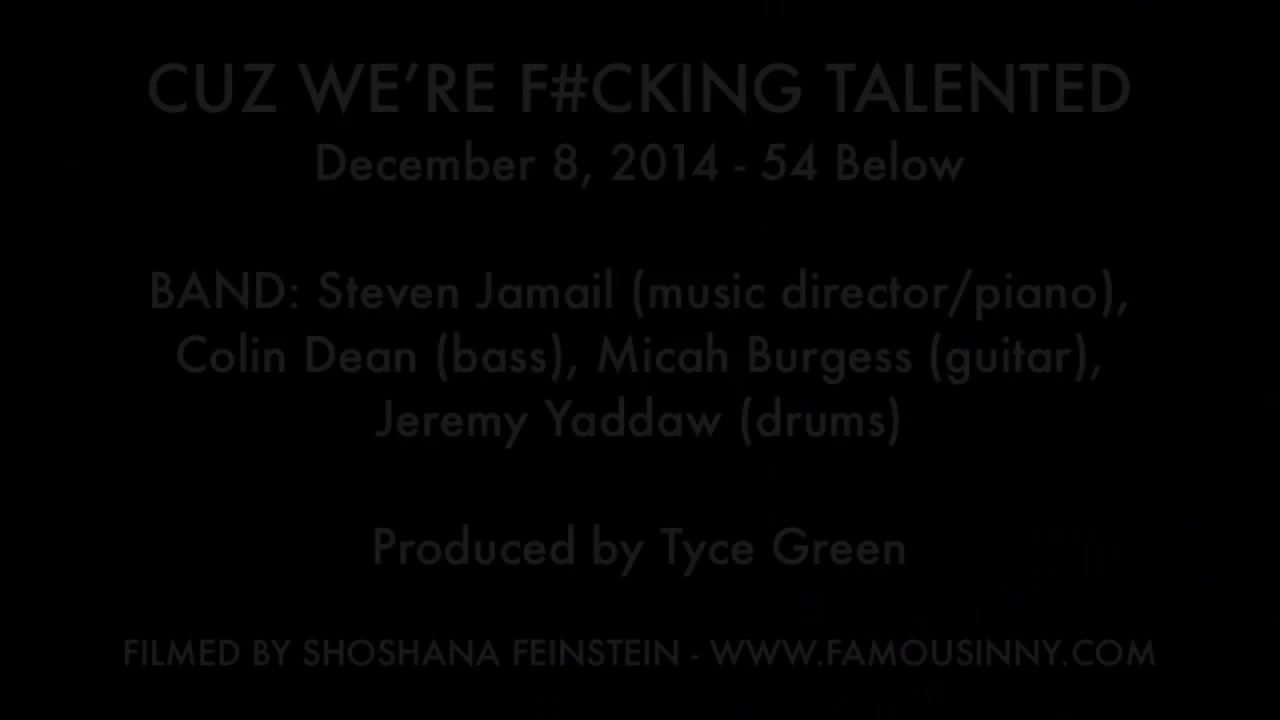 CUZ WE'RE F#CKING TALENTED
December 8, 2014 - 54 Below
BAND: Steven Jamail (music director/piano),
Colin Dean (bass), Micah Burgess (guitar),
Jeremy Yaddaw (drums)
Produced by Tyce Green
FILMED BY SHOSHANA FEINSTEIN - WWW.FAMOUSINNY.COM